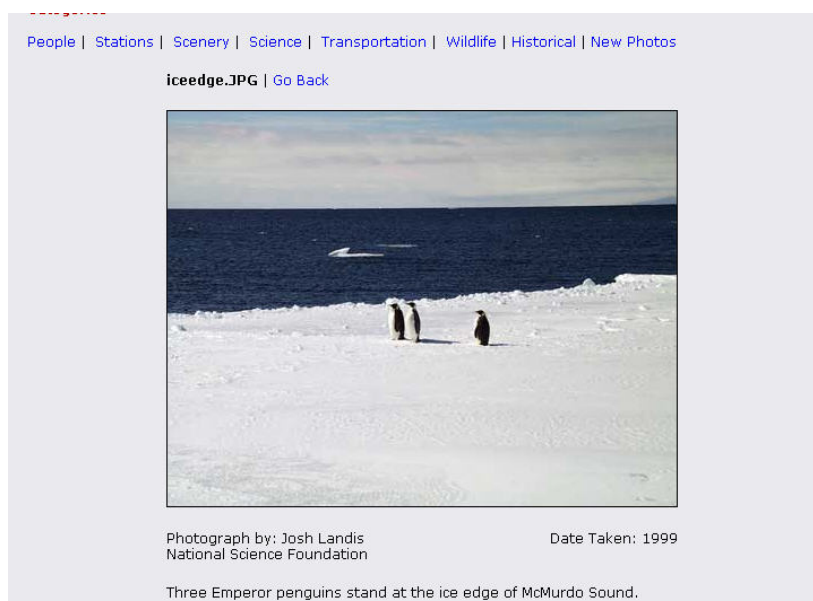 People | Stations | Scenery | Science | Transportation | Wildlife | Historical | New Photos
iceedge.JPG | Go Back
Photograph by: Josh Landis
Date Taken: 1999
National Science Foundation
Three Emperor penguins stand at the ice edge of McMurdo Sound.